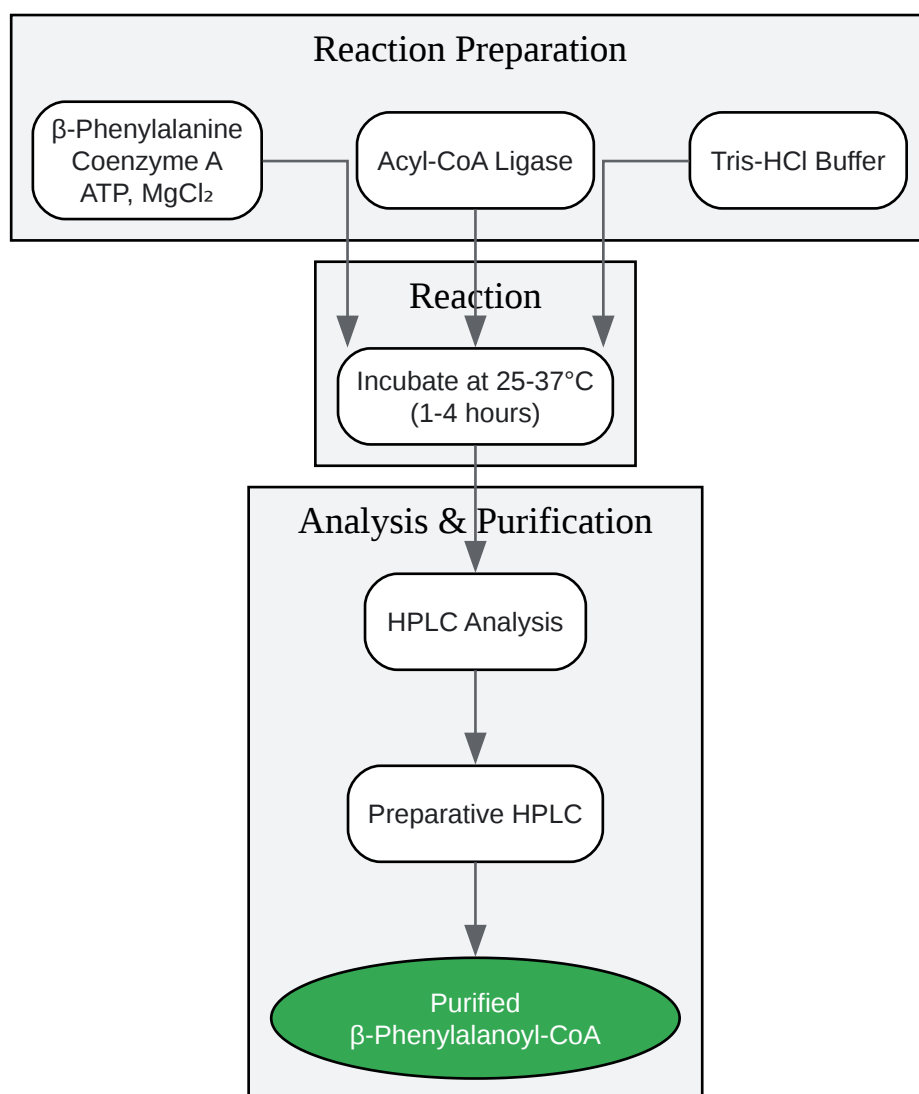 Reaction Preparation
β-Phenylalanine
Coenzyme A
ATP, MgCl₂
Acyl-CoA Ligase
Tris-HCl Buffer
Reaction
Incubate at 25-37°C
(1-4 hours)
Analysis & Purification
HPLC Analysis
Preparative HPLC
Purified
β-Phenylalanoyl-CoA